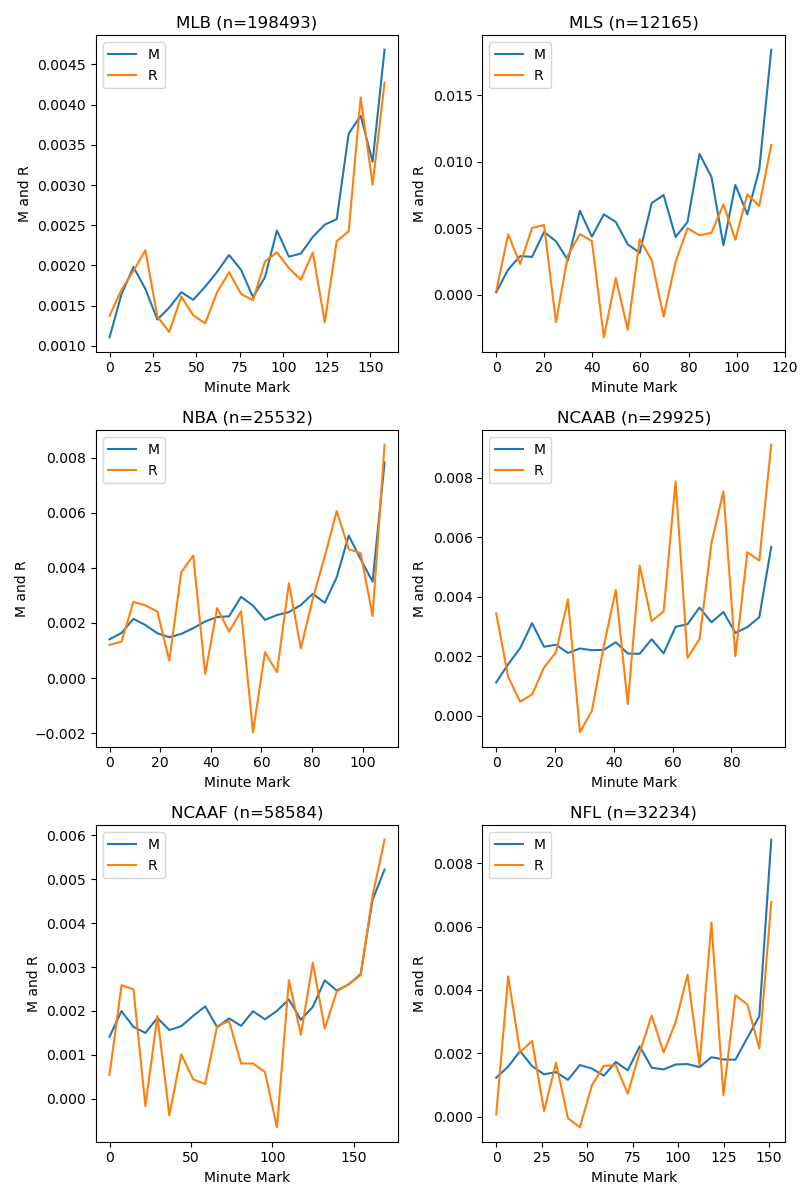 MLB (n=198493)
M
R
M and R
0.0045
0.0040
0.0035
0.0030
0.0025
0.0020
0.0015
0.0010
0 25 50 75 100 125 150
Minute Mark
MLS (n=12165)
M
R
M and R
0.015
0.010
0.005
0.000
0 20 40 60 80 100 120
Minute Mark
NBA (n=25532)
M
R
M and R
0.008
0.006
0.004
0.002
0.000
−0.002
0 20 40 60 80 100
Minute Mark
NCAAB (n=29925)
M
R
M and R
0.008
0.006
0.004
0.002
0.000
0 20 40 60 80
Minute Mark
NCAAF (n=58584)
M
R
M and R
0.006
0.005
0.004
0.003
0.002
0.001
0.000
0 50 100 150
Minute Mark
NFL (n=32234)
M
R
M and R
0.008
0.006
0.004
0.002
0.000
0 25 50 75 100 125 150
Minute Mark